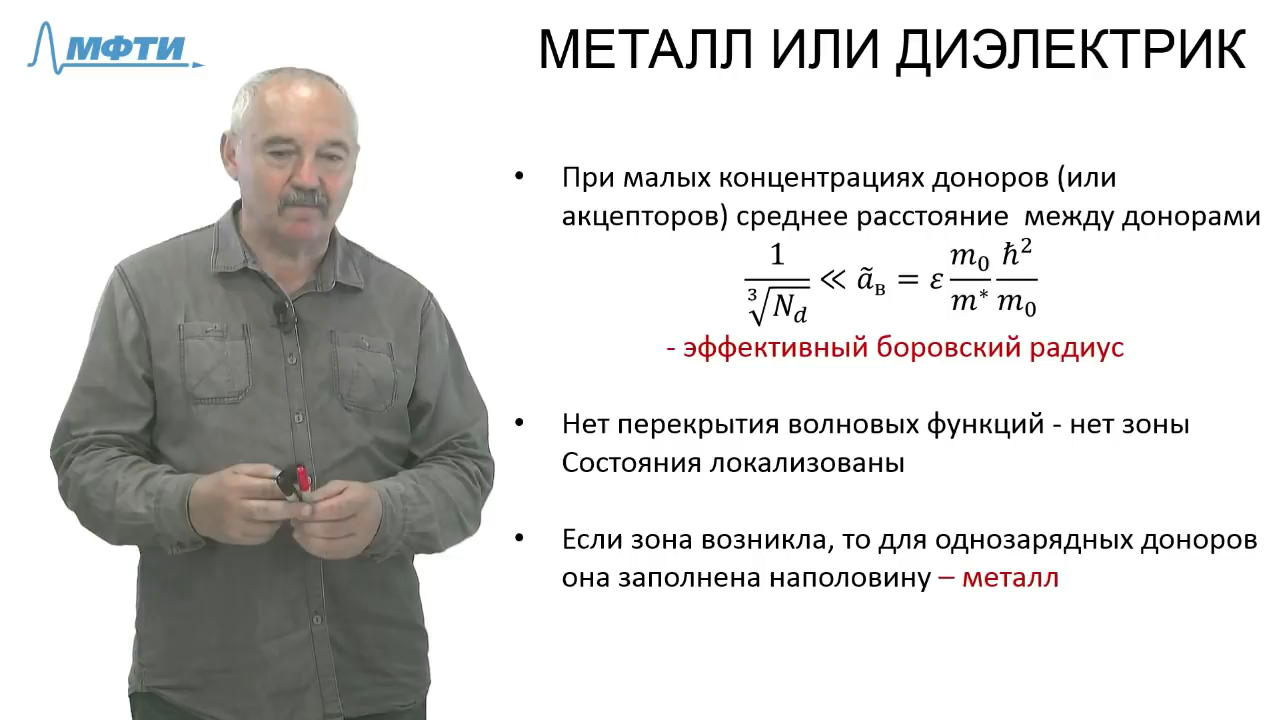 МФТИ
МЕТАЛЛ ИЛИ ДИЭЛЕКТРИК
• При малых концентрациях доноров (или
акцепторов) среднее расстояние между донорами
1/∛N_d ≪ ã_в = ε m₀/m* ħ²/m₀
- эффективный боровский радиус
• Нет перекрытия волновых функций - нет зоны
Состояния локализованы
• Если зона возникла, то для однозарядных доноров
она заполнена наполовину – металл